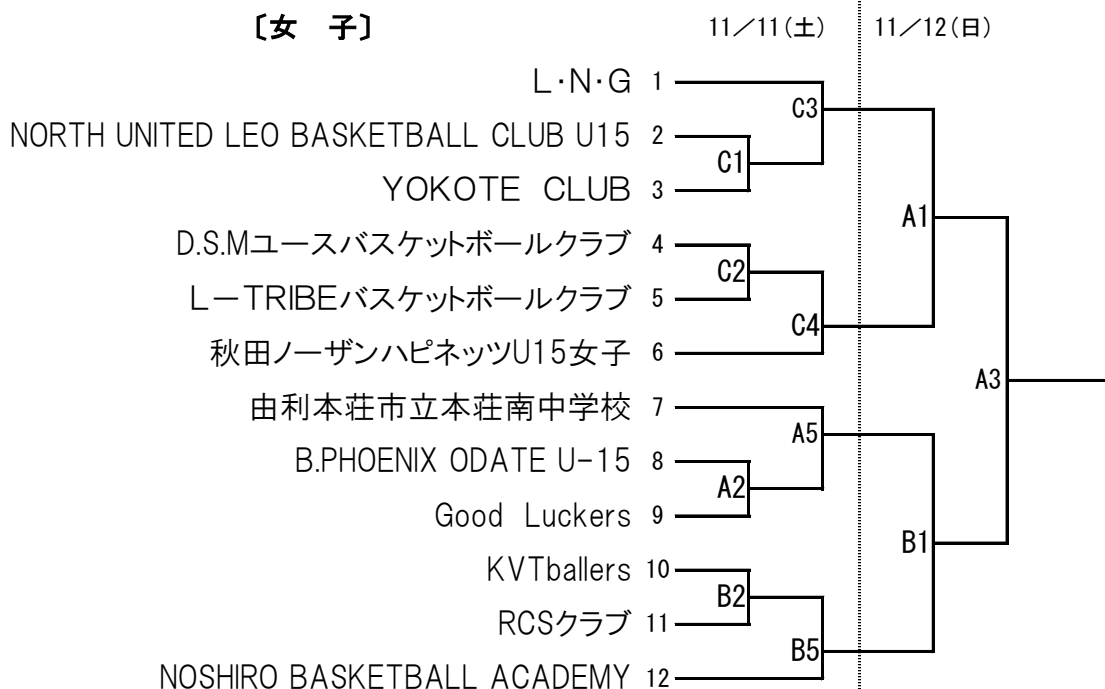 〔女　子〕
11／11(土)
11／12(日)
L・N・G 1
C3
NORTH UNITED LEO BASKETBALL CLUB U15 2
C1
YOKOTE CLUB 3
A1
D.S.Mユースバスケットボールクラブ 4
C2
L－TRIBEバスケットボールクラブ 5
C4
秋田ノーザンハピネッツU15女子 6
A3
由利本荘市立本荘南中学校 7
A5
B.PHOENIX ODATE U-15 8
A2
Good Luckers 9
B1
KVTballers 10
B2
RCSクラブ 11
B5
NOSHIRO BASKETBALL ACADEMY 12